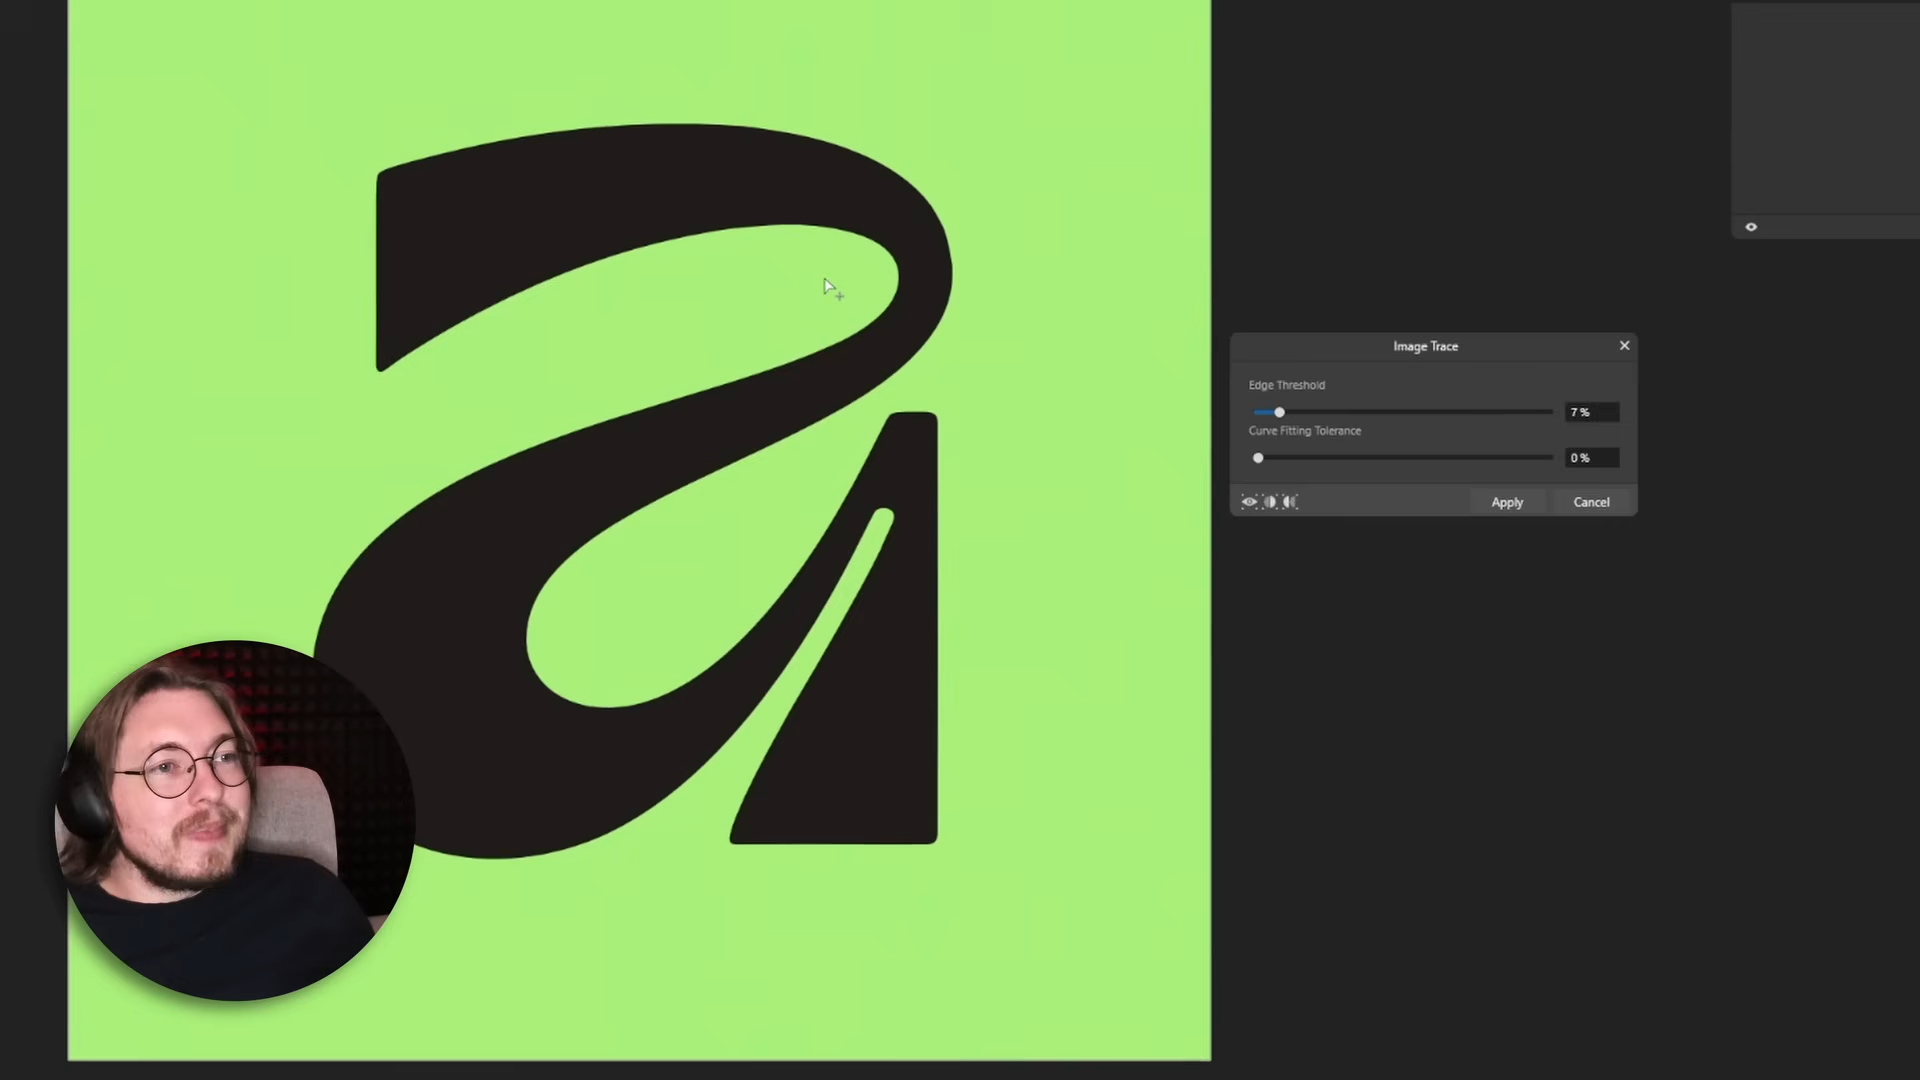 a
Image Trace
Edge Threshold
7 %
Curve Fitting Tolerance
0 %
Apply
Cancel